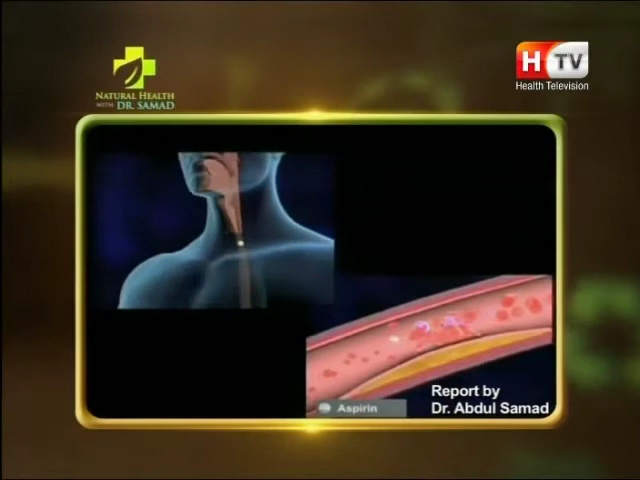 NATURAL HEALTH
WITH DR. SAMAD
H TV
Health Television
Aspirin
Report by
Dr. Abdul Samad